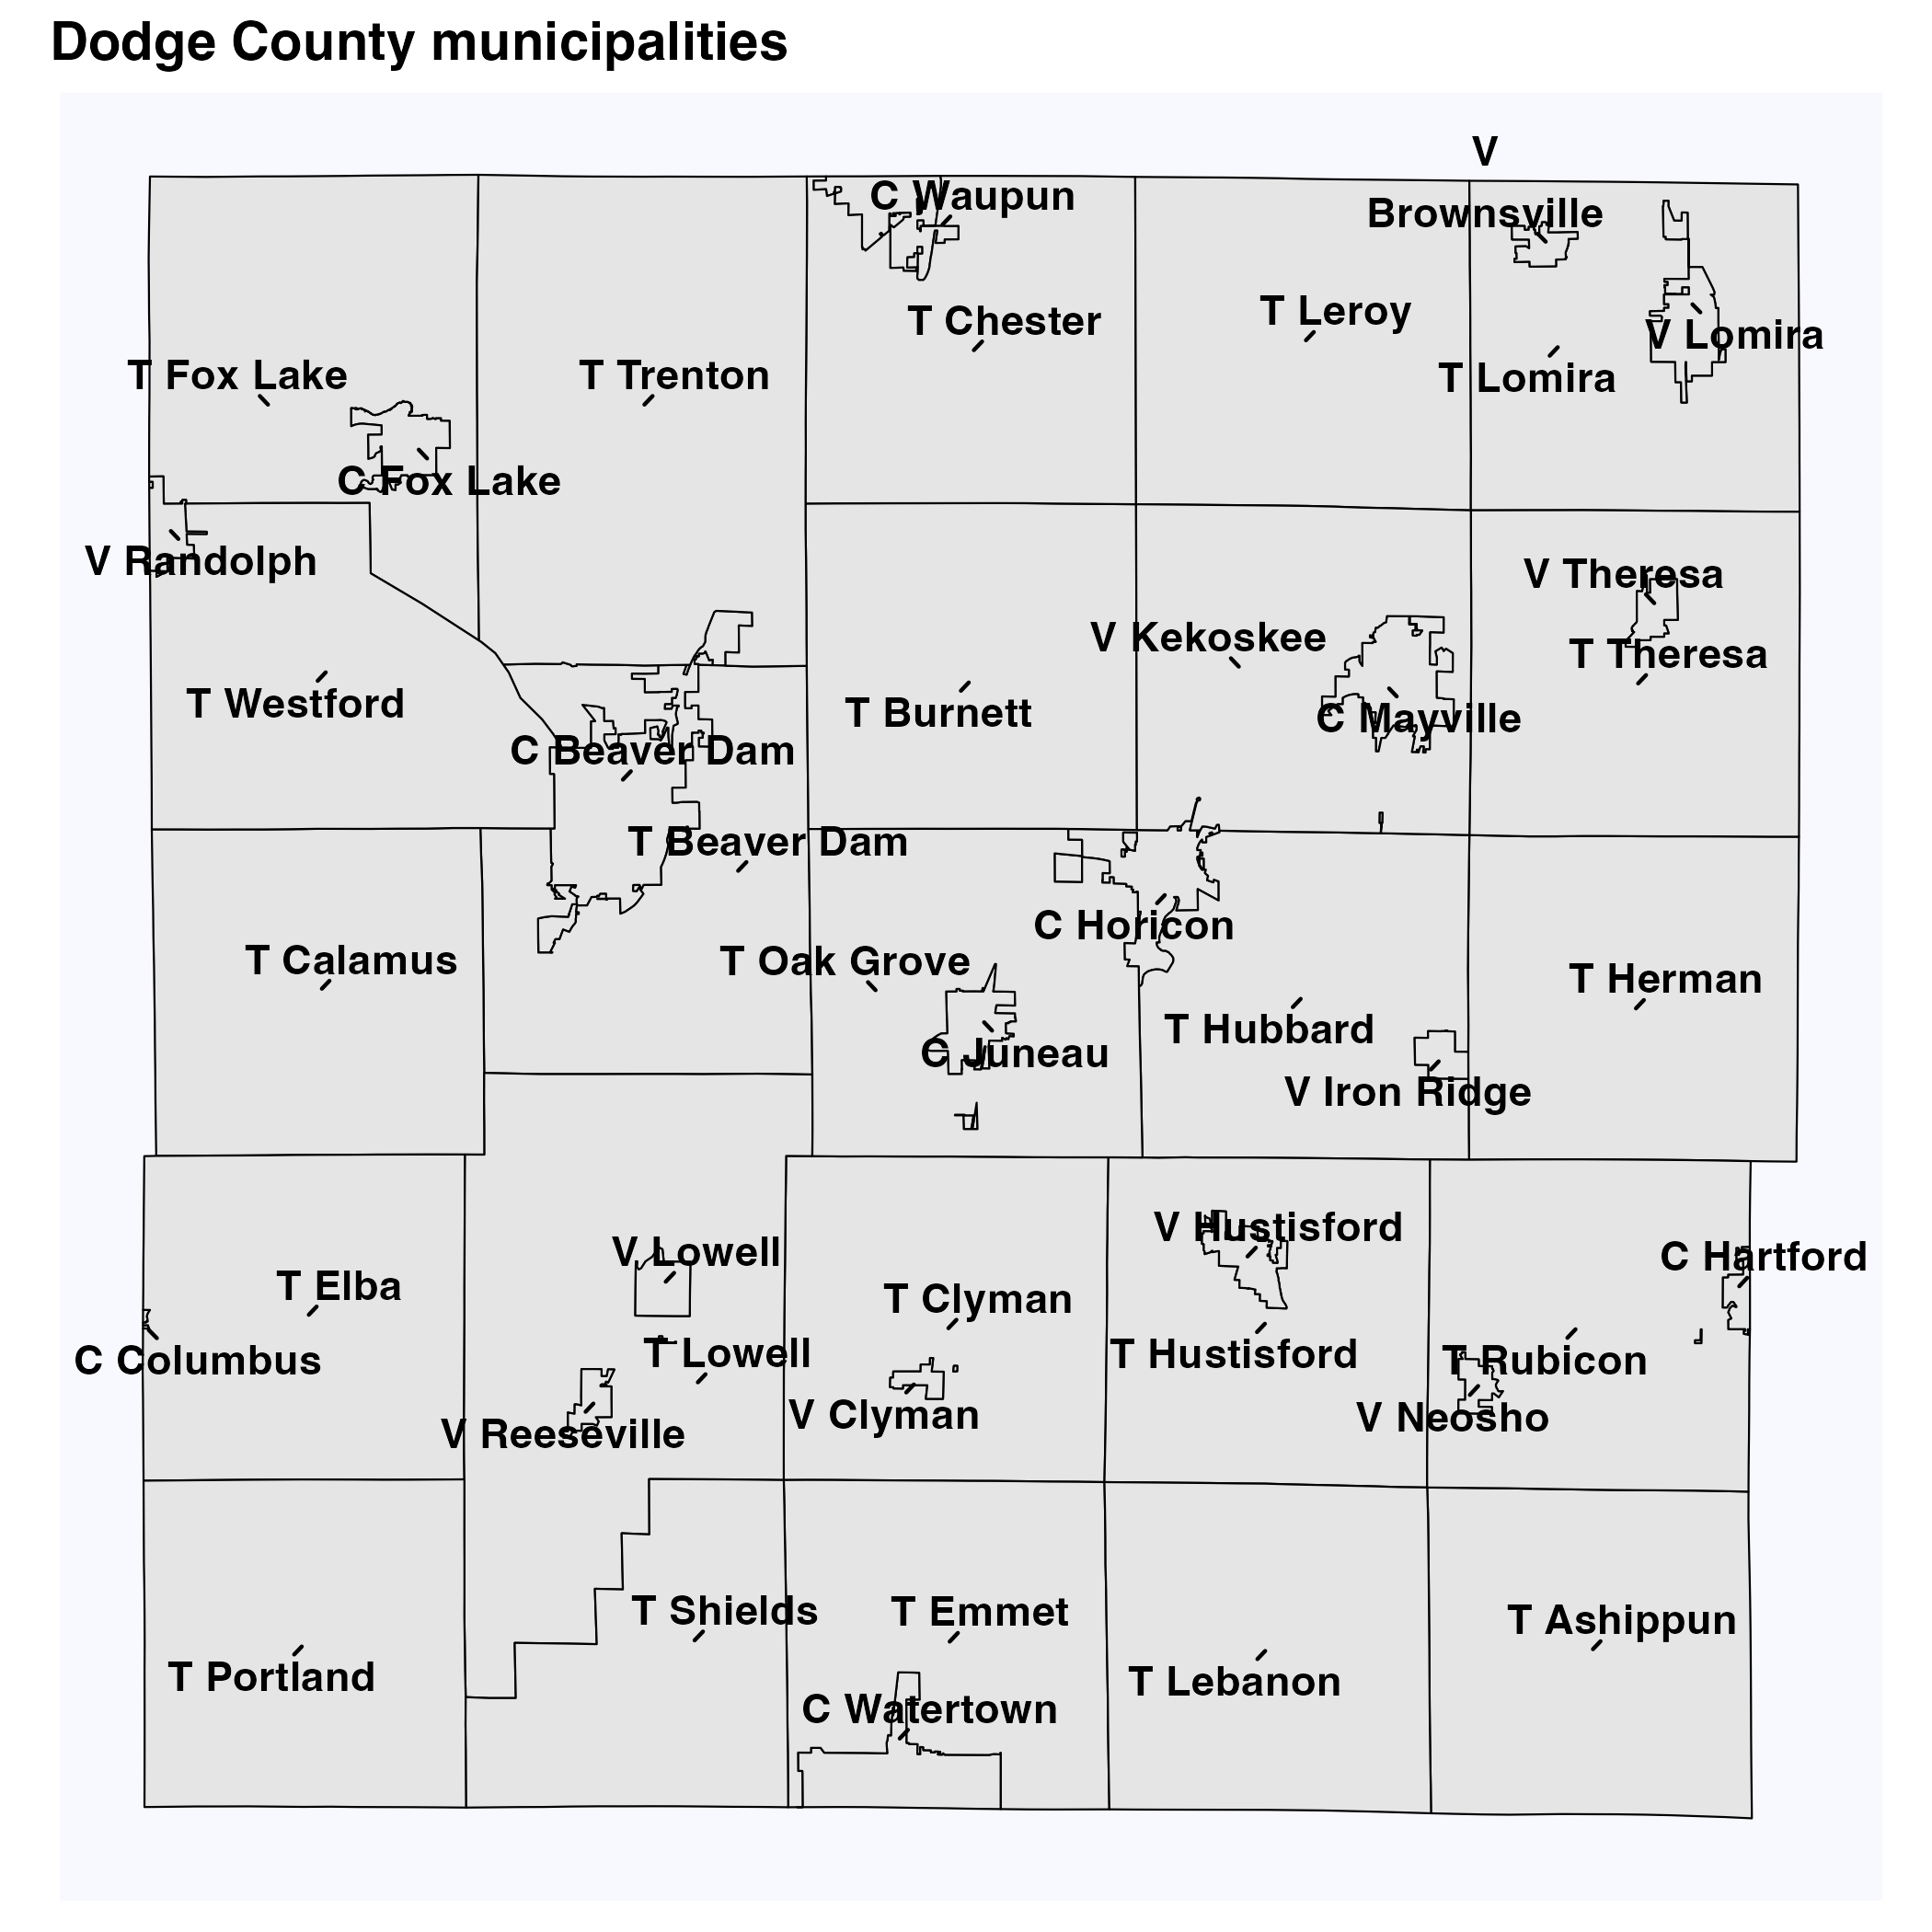 Dodge County municipalities
V
Brownsville
C Waupun
T Leroy
T Chester
V Lomira
T Lomira
T Fox Lake
T Trenton
C Fox Lake
V Randolph
V Theresa
V Kekoskee
T Theresa
T Westford
T Burnett
C Mayville
C Beaver Dam
T Beaver Dam
C Horicon
T Calamus
T Oak Grove
T Herman
T Hubbard
C Juneau
V Iron Ridge
V Hustisford
V Lowell
C Hartford
T Elba
T Clyman
T Lowell
T Hustisford
C Columbus
T Rubicon
V Clyman
V Neosho
V Reeseville
T Shields
T Emmet
T Ashippun
T Portland
T Lebanon
C Watertown